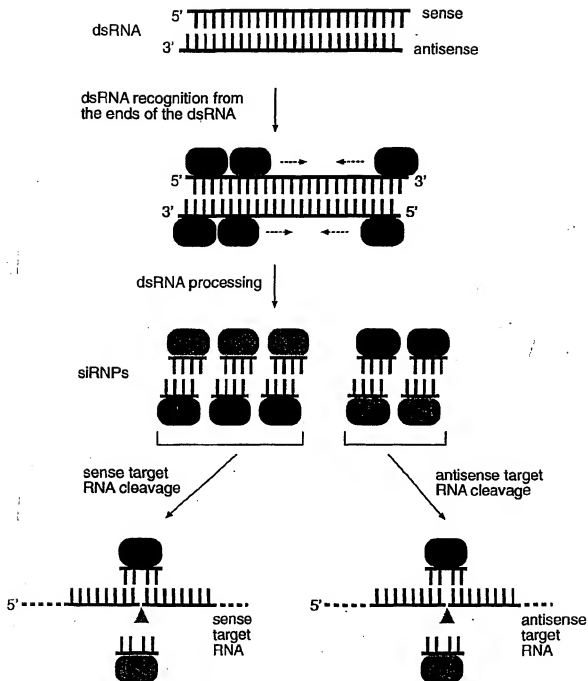 5' sense
dsRNA
3' antisense
dsRNA recognition from
the ends of the dsRNA
5' 3'
3' 5'
dsRNA processing
siRNPs
sense target
RNA cleavage
antisense target
RNA cleavage
5'
sense
target
RNA
5'
antisense
target
RNA